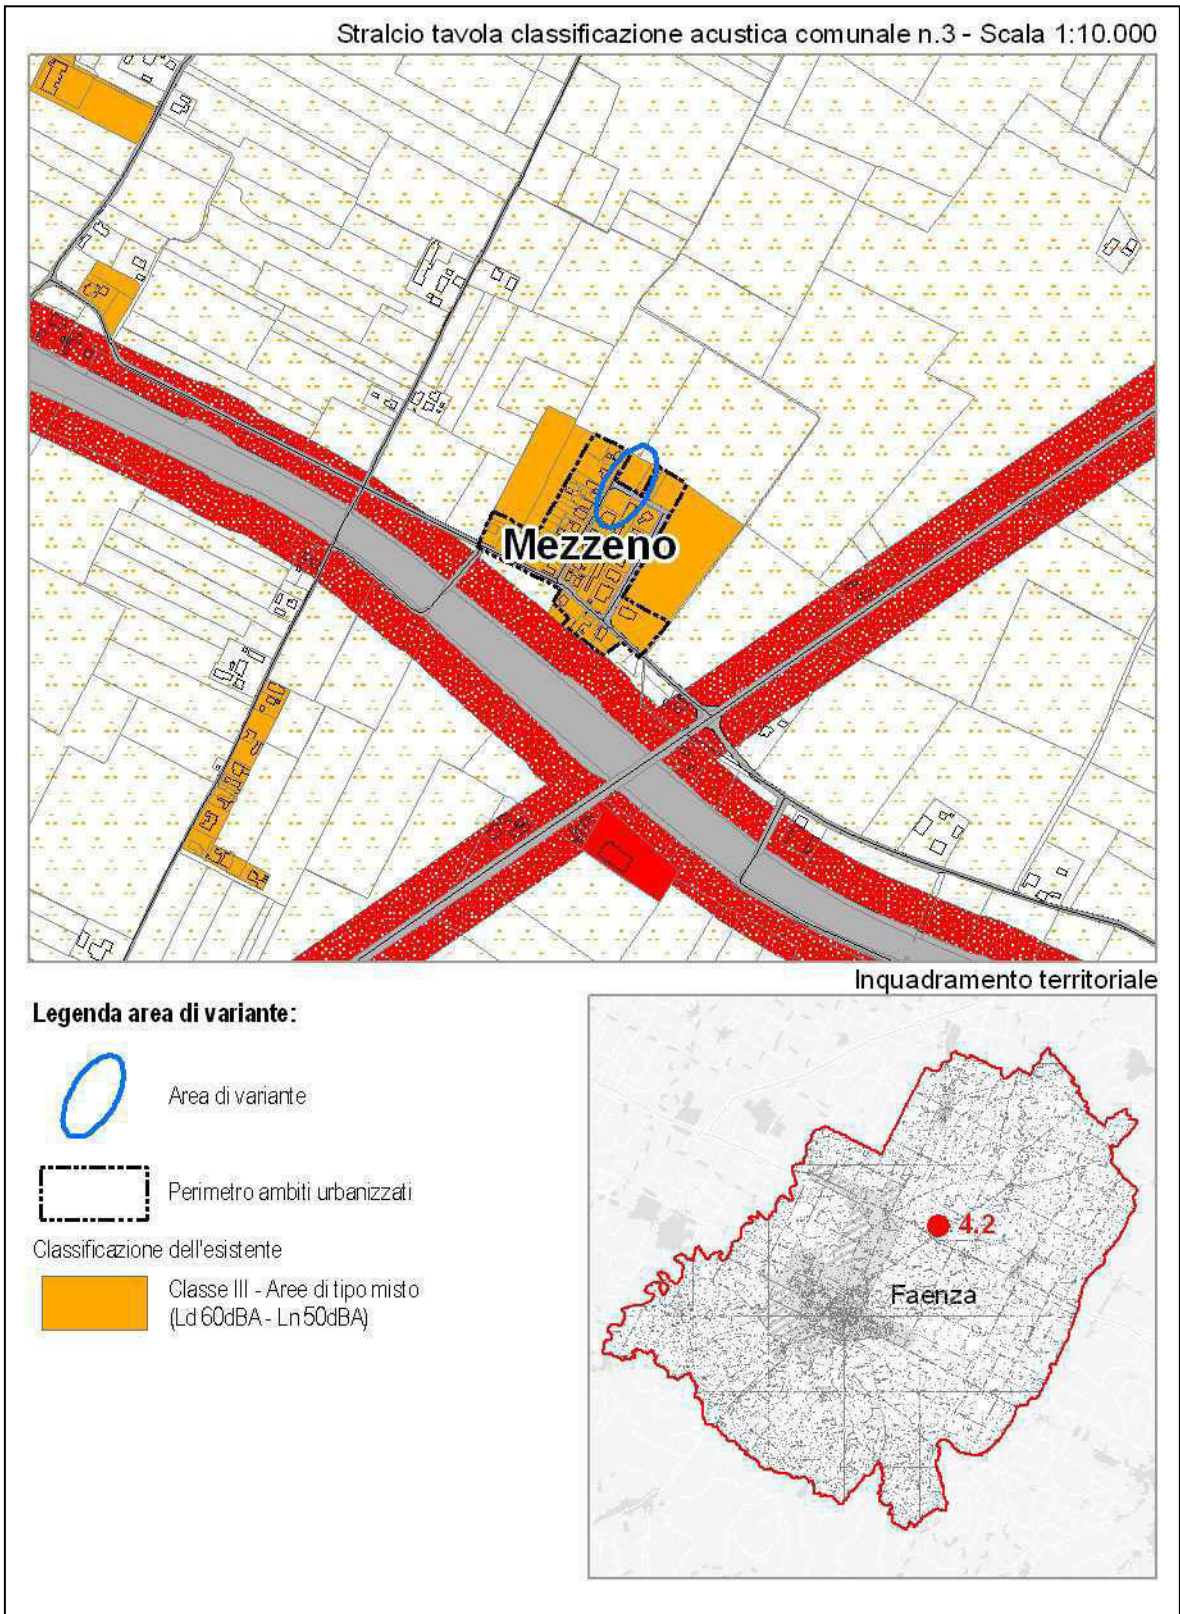 Stralcio tavola classificazione acustica comunale n.3 - Scala 1:10.000
Mezzeno
Inquadramento territoriale
Legenda area di variante:
Area di variante
Perimetro ambiti urbanizzati
Classificazione dell'esistente
Classe III - Aree di tipo misto
(Ld 60dBA - Ln 50dBA)
4.2
Faenza